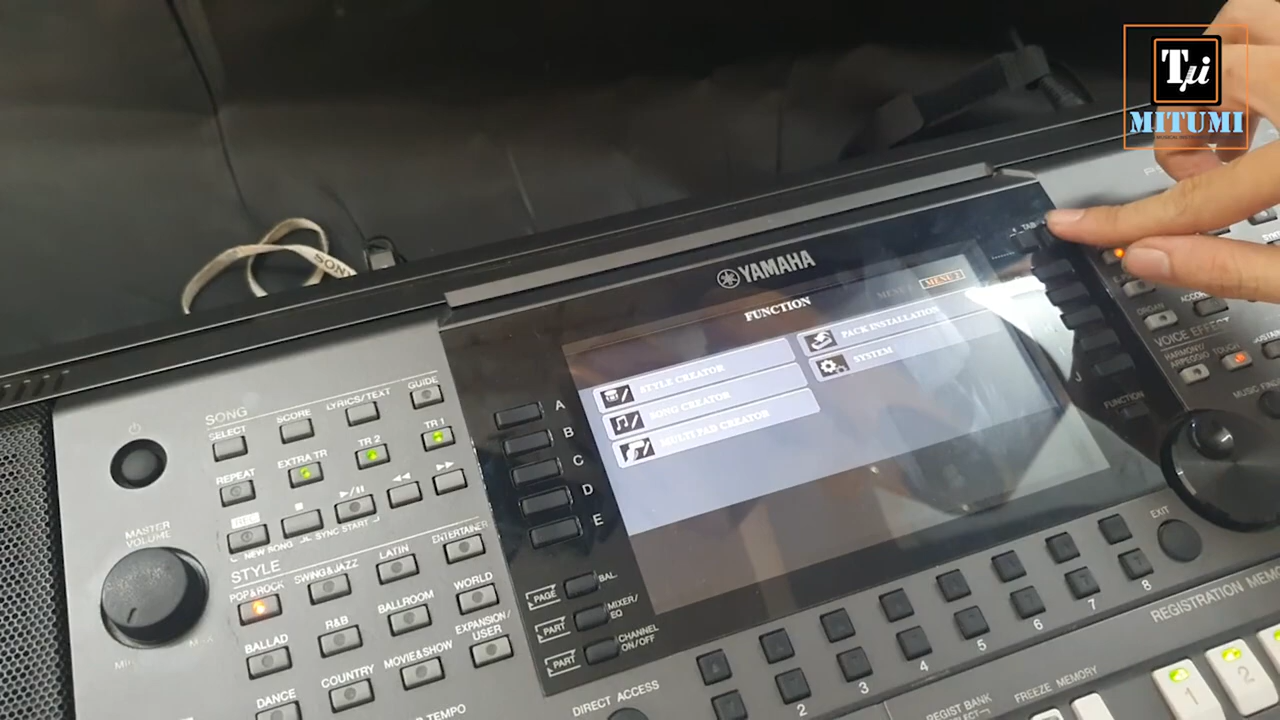 Tμ
MITUMI
SONY
YAMAHA
FUNCTION
MENU 2
STYLE CREATOR
SONG CREATOR
MULTI PAD CREATOR
PACK INSTALLATION
SYSTEM
TAB
A
B
C
D
E
J
FUNCTION
SONG
SELECT
SCORE
LYRICS/TEXT
GUIDE
REPEAT
EXTRA TR
TR 2
TR 1
NEW SONG
SYNC START
MASTER
VOLUME
STYLE
POP&ROCK
SWING&JAZZ
LATIN
ENTERTAINER
BALLAD
R&B
BALLROOM
WORLD
DANCE
COUNTRY
MOVIE&SHOW
EXPANSION/
USER
TEMPO
PAGE
BAL.
PART
MIXER/
EQ
PART
CHANNEL
ON/OFF
DIRECT ACCESS
2
3
4
5
6
7
8
EXIT
ORGAN
VOICE EFFECT
HARMONY/
ARPEGGIO
TOUCH
REGIST BANK
FREEZE MEMORY
1
2